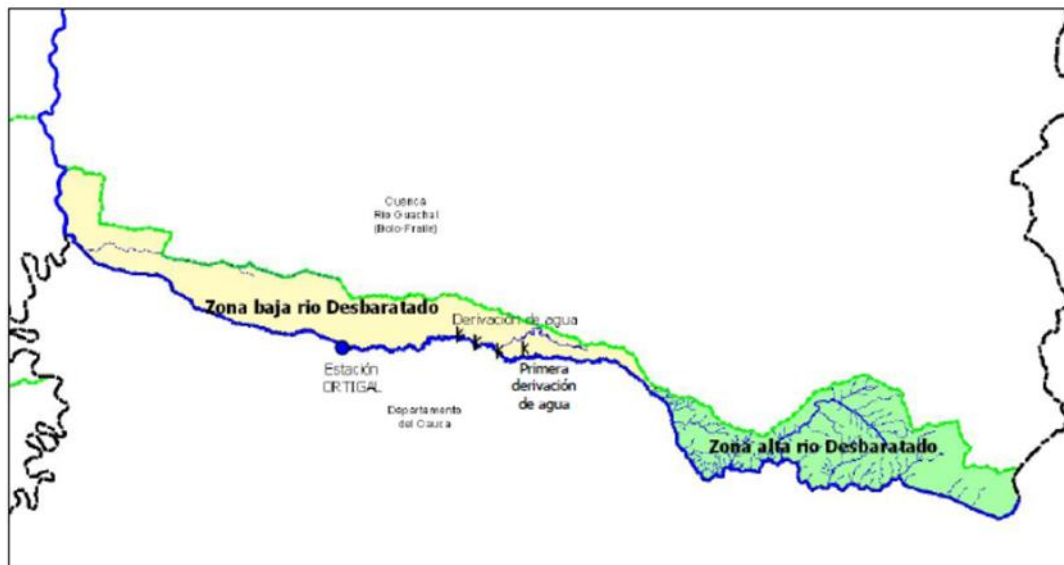 Cuenca
Rio Guachal
(Bolo-Fraile)
Zona baja rio Desbaratado
Derivación de agua
k k k k
Estación
ORTIGAL
Primera
derivación
de agua
Departamento
del Cauca
Zona alta rio Desbaratado